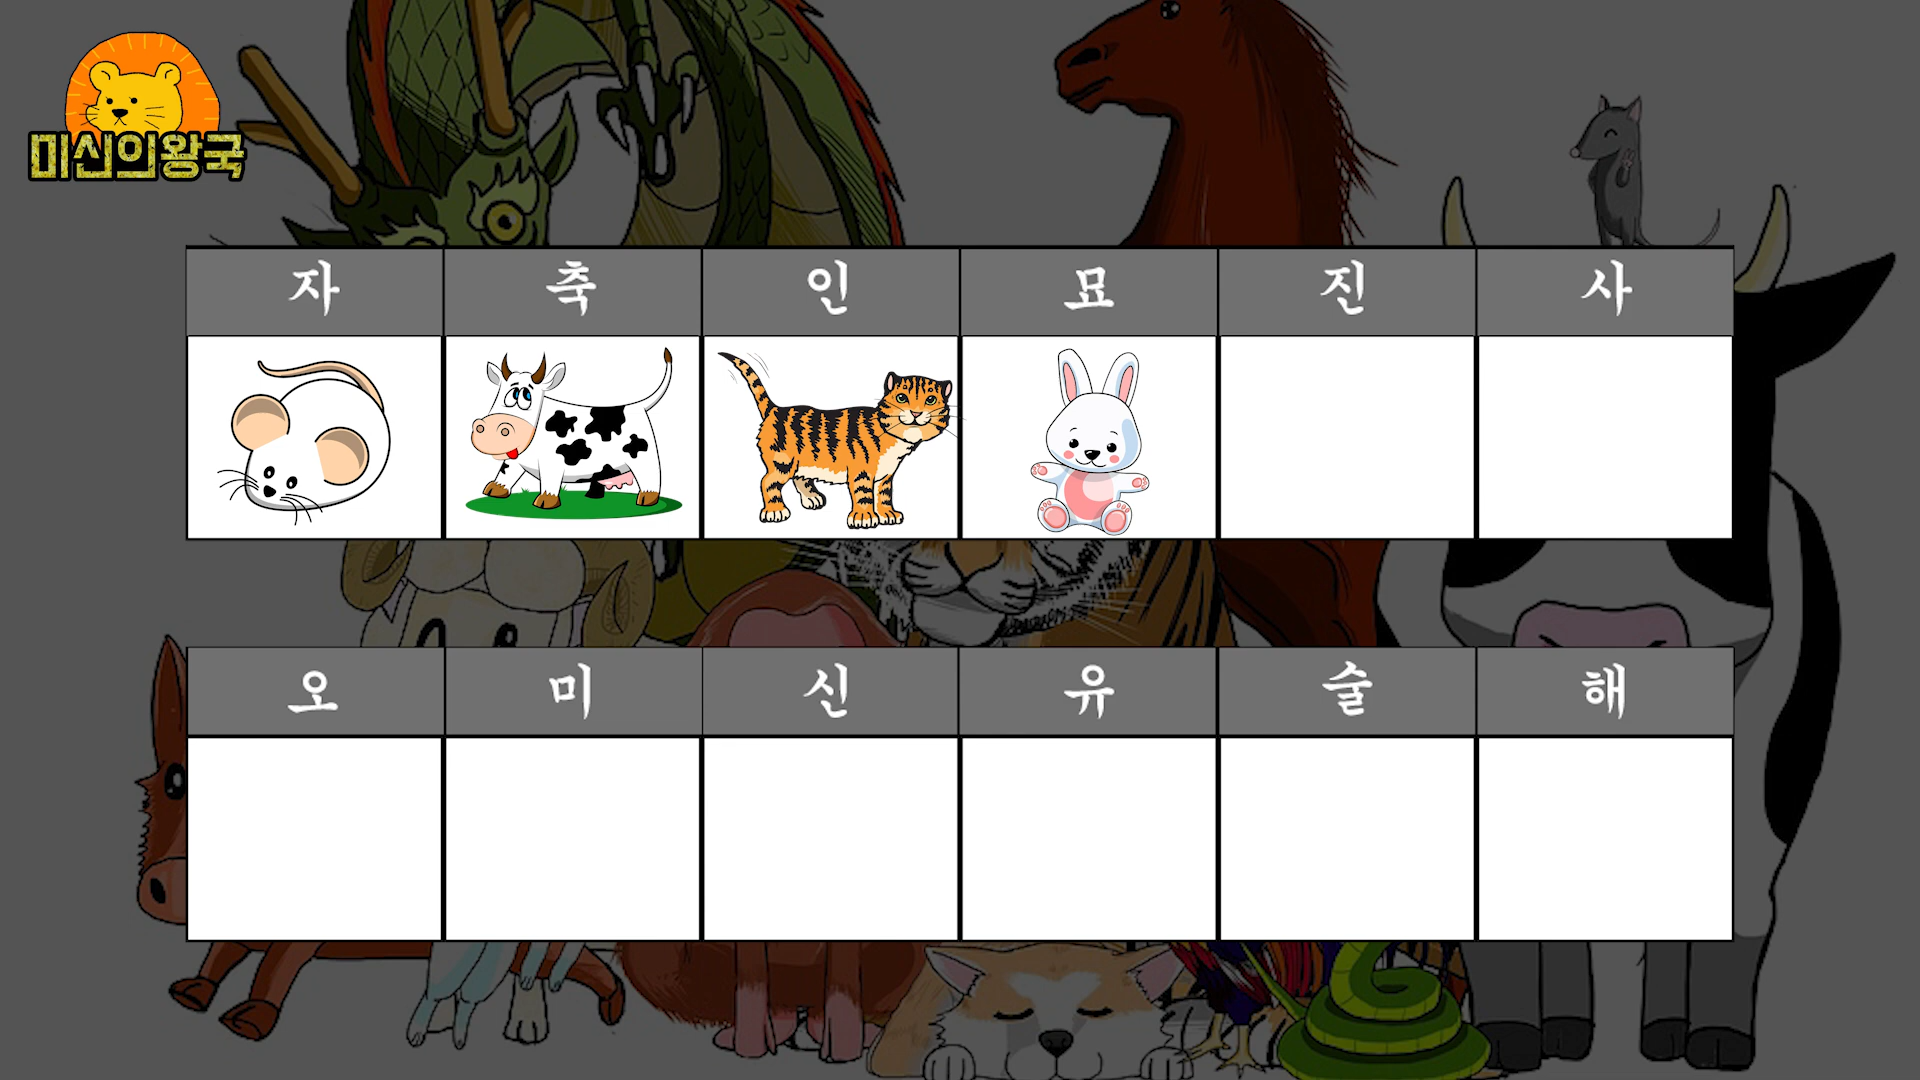 미신의왕국
자 축 인 묘 진 사
오 미 신 유 술 해